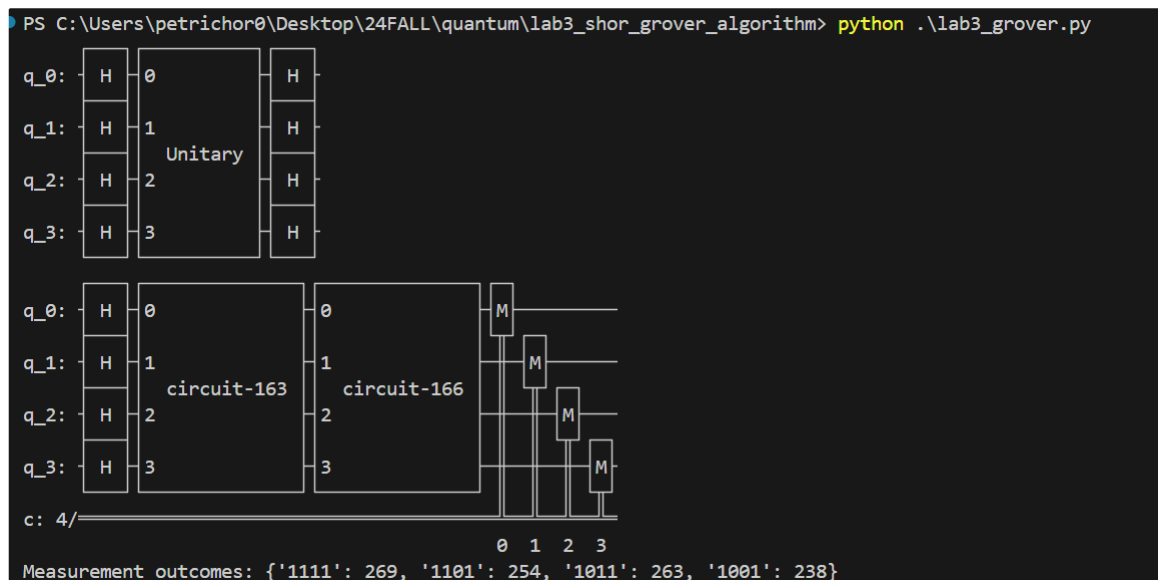 PS C:\Users\petrichor0\Desktop\24FALL\quantum\lab3_shor_grover_algorithm> python .\lab3_grover.py
q_0: H 0 H
q_1: H 1 H
Unitary
q_2: H 2 H
q_3: H 3 H
q_0: H 0 0 M
q_1: H 1 1 M
circuit-163 circuit-166
q_2: H 2 2 M
q_3: H 3 3 M
c: 4/
0 1 2 3
Measurement outcomes: {'1111': 269, '1101': 254, '1011': 263, '1001': 238}